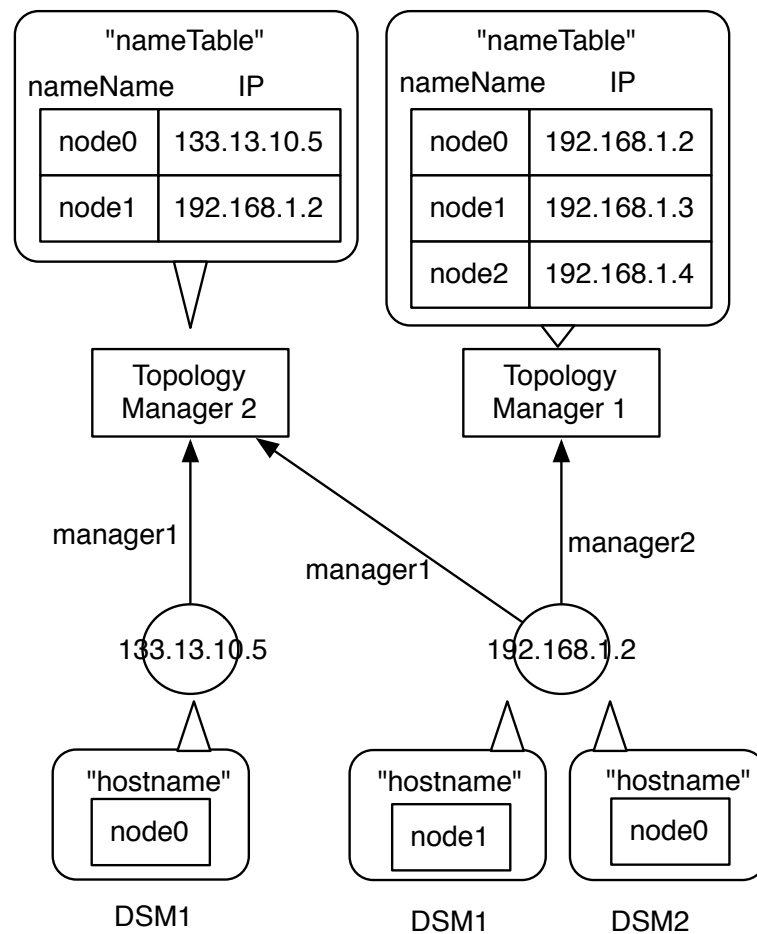 "nameTable"
nameName IP
node0 133.13.10.5
node1 192.168.1.2
"nameTable"
nameName IP
node0 192.168.1.2
node1 192.168.1.3
node2 192.168.1.4
Topology
Manager 2
Topology
Manager 1
manager1
manager1
manager2
133.13.10.5
192.168.1.2
"hostname"
node0
"hostname"
node1
"hostname"
node0
DSM1
DSM1
DSM2